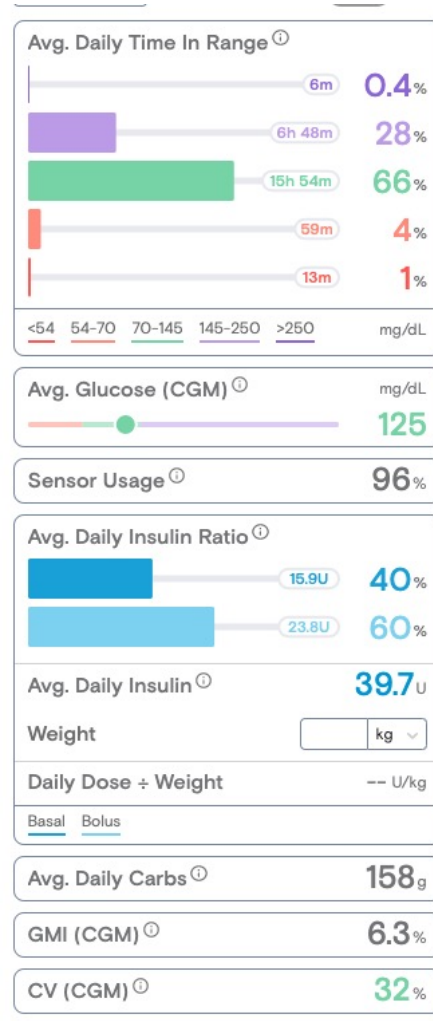 Avg. Daily Time In Range
6m 0.4%
6h 48m 28%
15h 54m 66%
59m 4%
13m 1%
<54 54-70 70-145 145-250 >250 mg/dL
Avg. Glucose (CGM) mg/dL
125
Sensor Usage 96%
Avg. Daily Insulin Ratio
15.9U 40%
23.8U 60%
Avg. Daily Insulin 39.7U
Weight kg
Daily Dose ÷ Weight -- U/kg
Basal Bolus
Avg. Daily Carbs 158g
GMI (CGM) 6.3%
CV (CGM) 32%